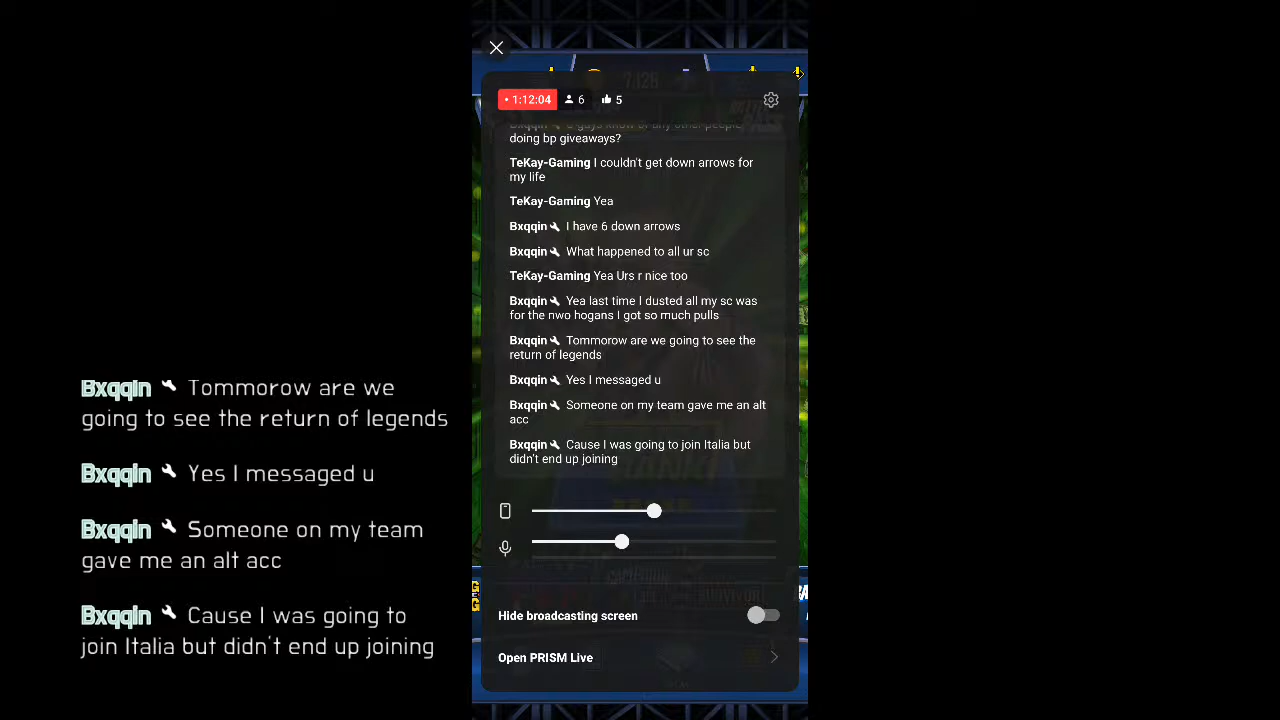 1:12:04 6 5
Bxqqin U guys know of any other people
doing bp giveaways?
TeKay-Gaming I couldn't get down arrows for
my life
TeKay-Gaming Yea
Bxqqin I have 6 down arrows
Bxqqin What happened to all ur sc
TeKay-Gaming Yea Urs r nice too
Bxqqin Yea last time I dusted all my sc was
for the nwo hogans I got so much pulls
Bxqqin Tommorow are we going to see the
return of legends
Bxqqin Yes I messaged u
Bxqqin Someone on my team gave me an alt
acc
Bxqqin Cause I was going to join Italia but
didn't end up joining
Hide broadcasting screen
Open PRISM Live
Bxqqin Tommorow are we
going to see the return of legends
Bxqqin Yes I messaged u
Bxqqin Someone on my team
gave me an alt acc
Bxqqin Cause I was going to
join Italia but didn't end up joining